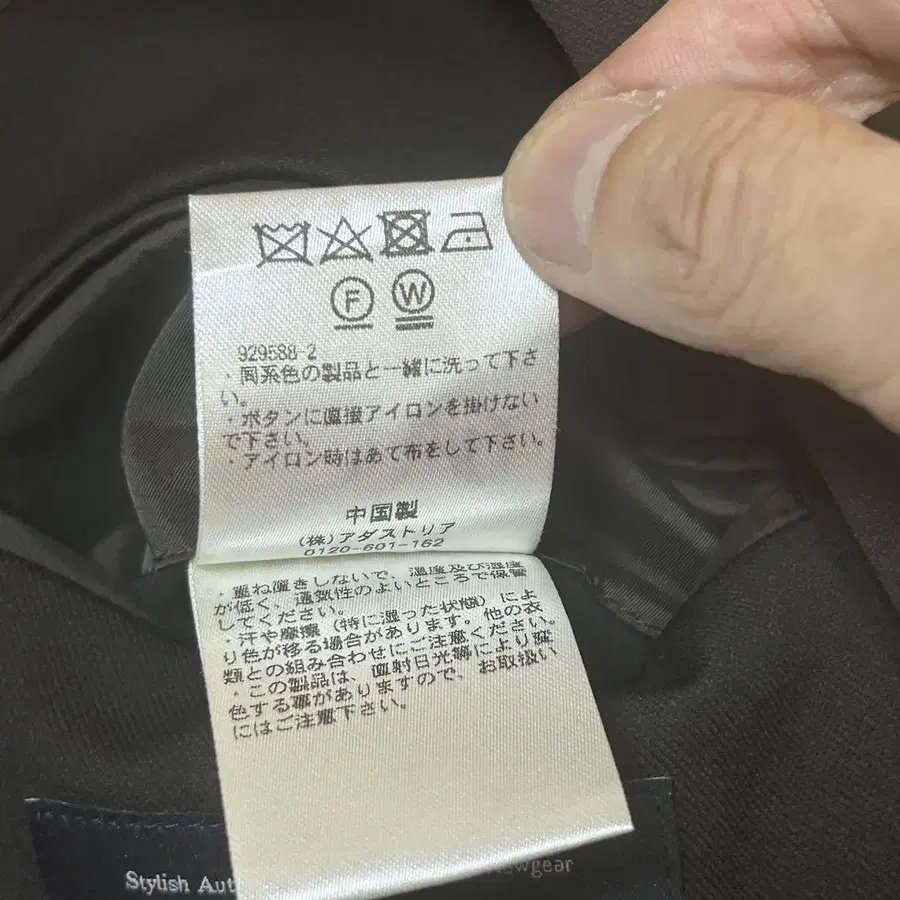 F W
929588-2
・同系色の製品と一緒に洗って下さ
い。
・ボタンに直接アイロンを掛けない
で下さい。
・アイロン時はあて布をして下さい。
中国製
(株)アダストリア
0120-601-162
・重ね置きしないで、温度及び湿度
が低く、通気性のよいところで保管
してください。
・汗や摩擦（特に湿った状態）によ
り色が移る場合があります。他の衣
類との組み合わせにご注意ください。
・この製品は、直射日光等により変
色する事がありますので、お取扱い
にはご注意下さい。
Stylish Aut